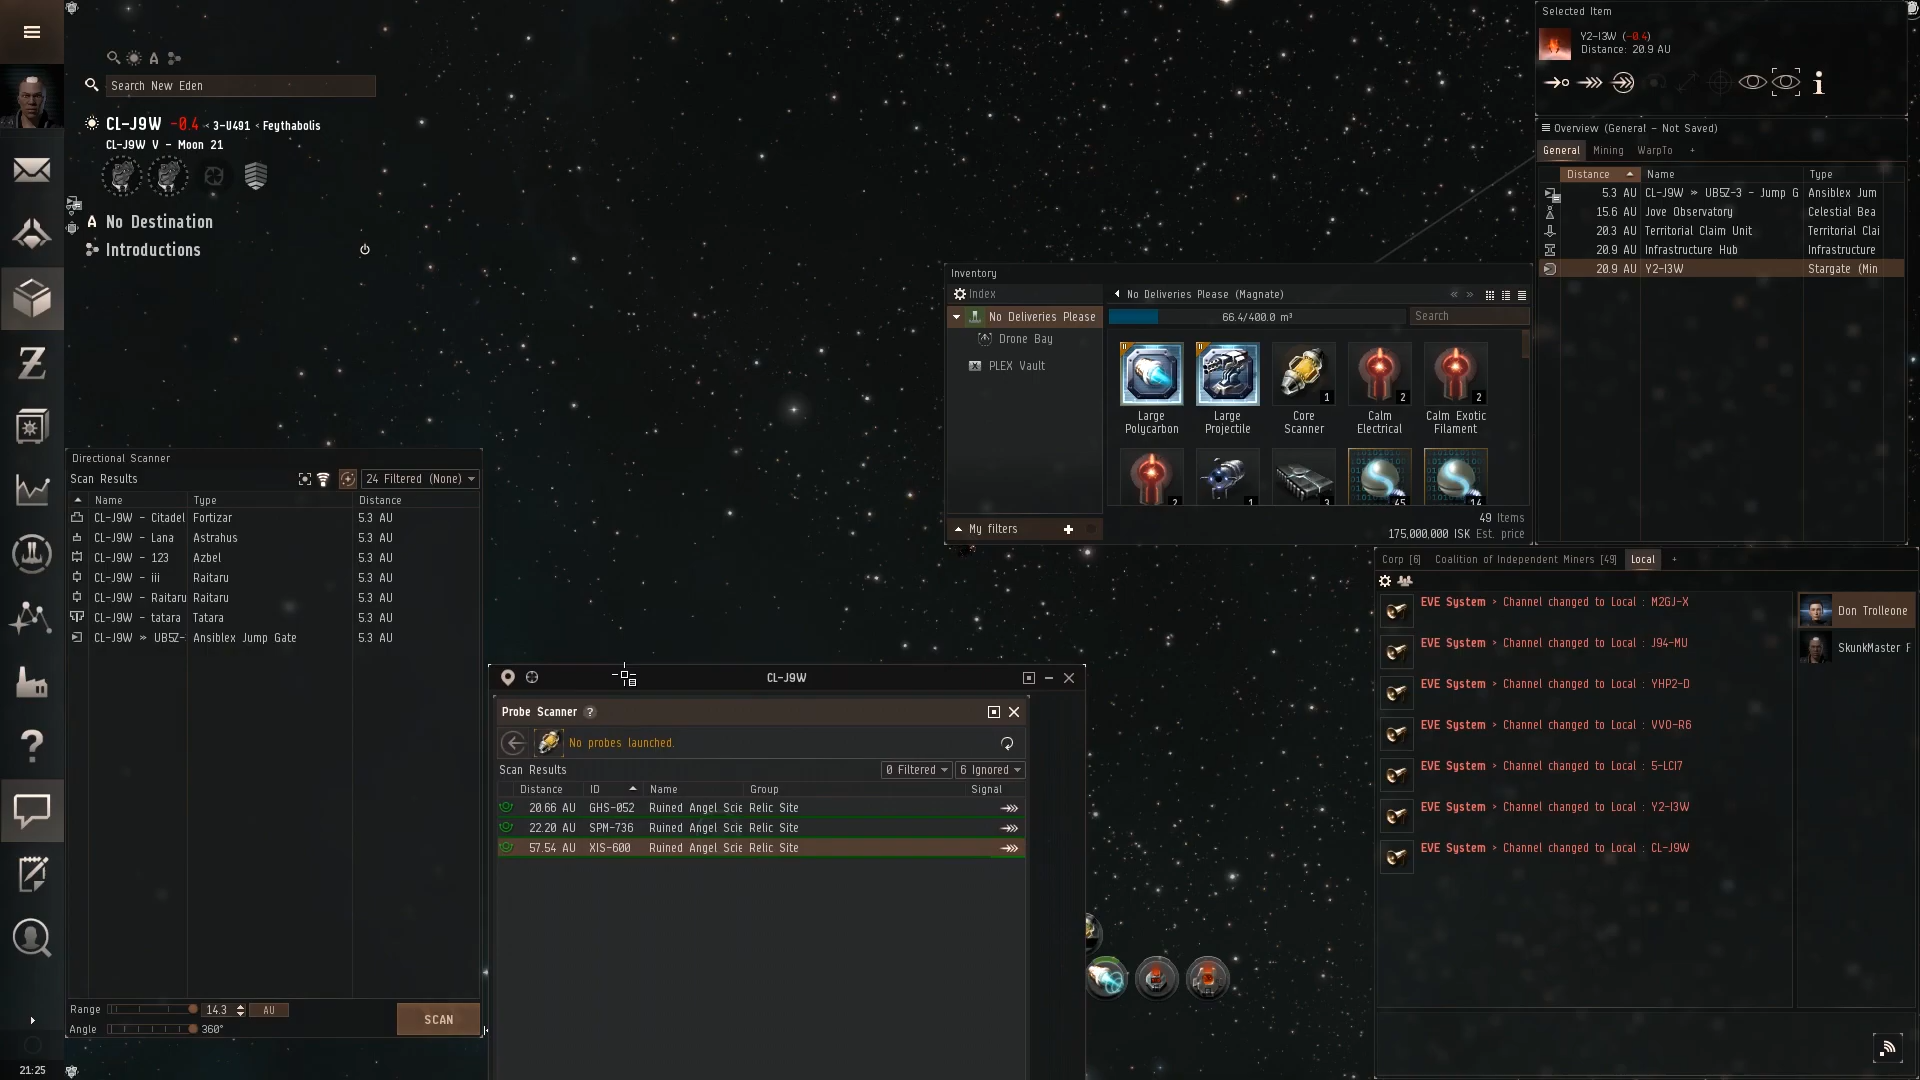 Search New Eden
CL-J9W -0.4 < 3-U491 < Feythabolis
CL-J9W V - Moon 21
No Destination
Introductions
Selected Item
Y2-I3W (-0.4)
Distance: 20.9 AU
Overview (General - Not Saved)
General Mining WarpTo +
Distance Name Type
5.3 AU CL-J9W » UB5Z-3 - Jump G Ansiblex Jum
15.6 AU Jove Observatory Celestial Bea
20.3 AU Territorial Claim Unit Territorial Clai
20.9 AU Infrastructure Hub Infrastructure
20.9 AU Y2-I3W Stargate (Min
Inventory
Index
No Deliveries Please (Magnate)
No Deliveries Please
66.4/400.0 m³
Search
Drone Bay
PLEX Vault
1
2
2
Large Polycarbon
Large Projectile
Core Scanner
Calm Electrical
Calm Exotic Filament
2
1
3
45
14
My filters +
49 Items
175,000,000 ISK Est. price
Directional Scanner
Scan Results
24 Filtered (None)
Name Type Distance
CL-J9W - Citadel Fortizar 5.3 AU
CL-J9W - Lana Astrahus 5.3 AU
CL-J9W - 123 Azbel 5.3 AU
CL-J9W - iii Raitaru 5.3 AU
CL-J9W - Raitaru Raitaru 5.3 AU
CL-J9W - tatara Tatara 5.3 AU
CL-J9W » UB5Z- Ansiblex Jump Gate 5.3 AU
Range 14.3 AU
Angle 360°
SCAN
CL-J9W
Probe Scanner ?
No probes launched.
Scan Results
0 Filtered
6 Ignored
Distance ID Name Group Signal
20.66 AU GHS-052 Ruined Angel Scie Relic Site
22.20 AU SPM-736 Ruined Angel Scie Relic Site
57.54 AU XIS-600 Ruined Angel Scie Relic Site
Corp [6] Coalition of Independent Miners [49] Local +
EVE System > Channel changed to Local : M2GJ-X
EVE System > Channel changed to Local : J94-MU
EVE System > Channel changed to Local : YHP2-D
EVE System > Channel changed to Local : VVO-R6
EVE System > Channel changed to Local : 5-LCI7
EVE System > Channel changed to Local : Y2-I3W
EVE System > Channel changed to Local : CL-J9W
Don Trolleone
SkunkMaster F
21:25